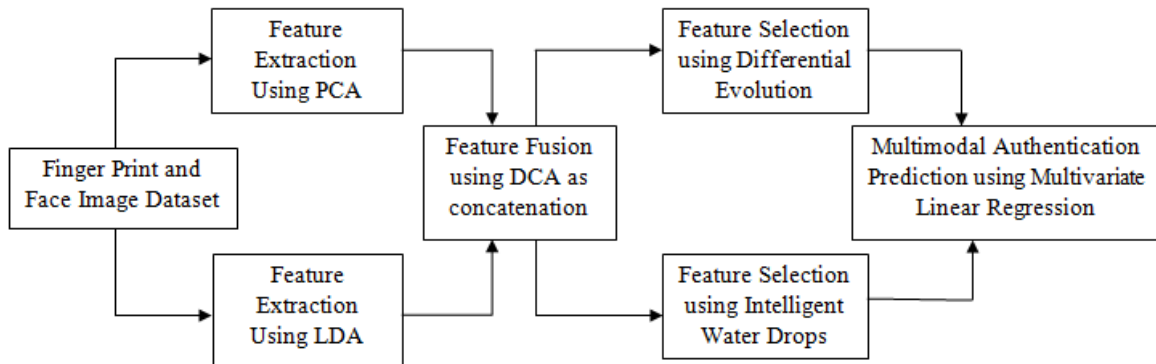 Feature
Extraction
Using PCA
Feature Selection
using Differential
Evolution
Finger Print and
Face Image Dataset
Feature Fusion
using DCA as
concatenation
Multimodal Authentication
Prediction using Multivariate
Linear Regression
Feature
Extraction
Using LDA
Feature Selection
using Intelligent
Water Drops